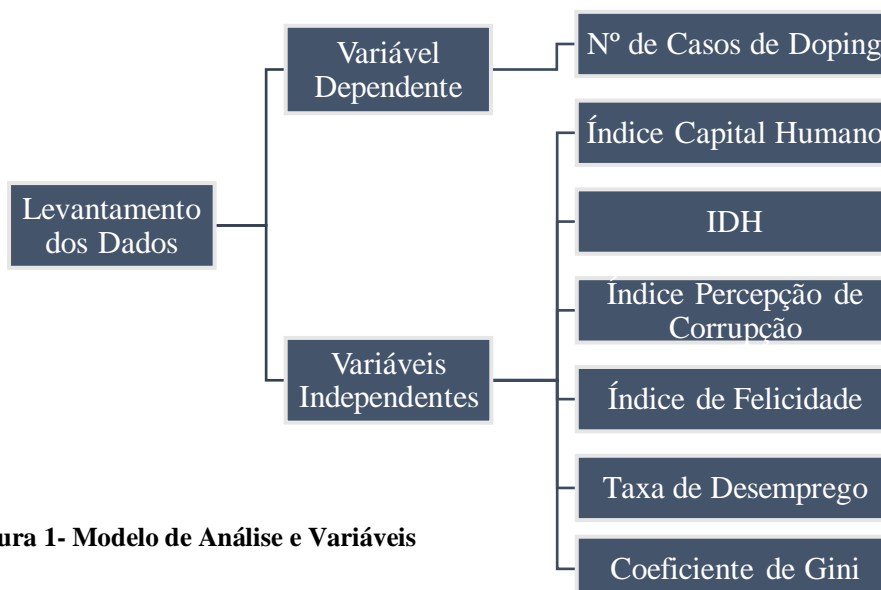 Levantamento
dos Dados
Variável
Dependente
Nº de Casos de Doping
Variáveis
Independentes
Índice Capital Humano
IDH
Índice Percepção de
Corrupção
Índice de Felicidade
Taxa de Desemprego
Coeficiente de Gini
ura 1- Modelo de Análise e Variáveis